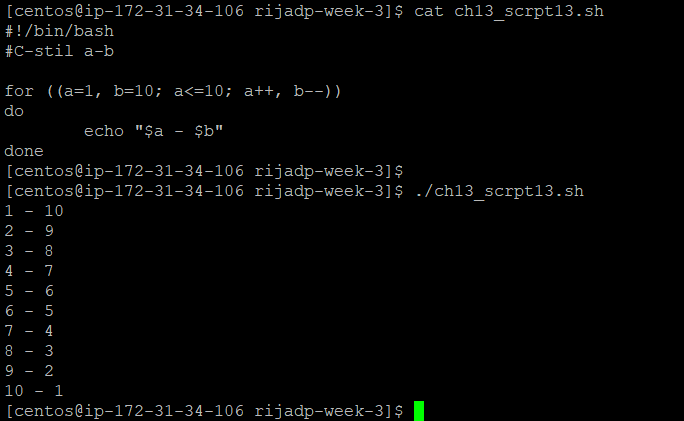 [centos@ip-172-31-34-106 rijadp-week-3]$ cat ch13_scrpt13.sh
#!/bin/bash
#C-stil a-b

for ((a=1, b=10; a<=10; a++, b--))
do
        echo "$a - $b"
done
[centos@ip-172-31-34-106 rijadp-week-3]$
[centos@ip-172-31-34-106 rijadp-week-3]$ ./ch13_scrpt13.sh
1 - 10
2 - 9
3 - 8
4 - 7
5 - 6
6 - 5
7 - 4
8 - 3
9 - 2
10 - 1
[centos@ip-172-31-34-106 rijadp-week-3]$